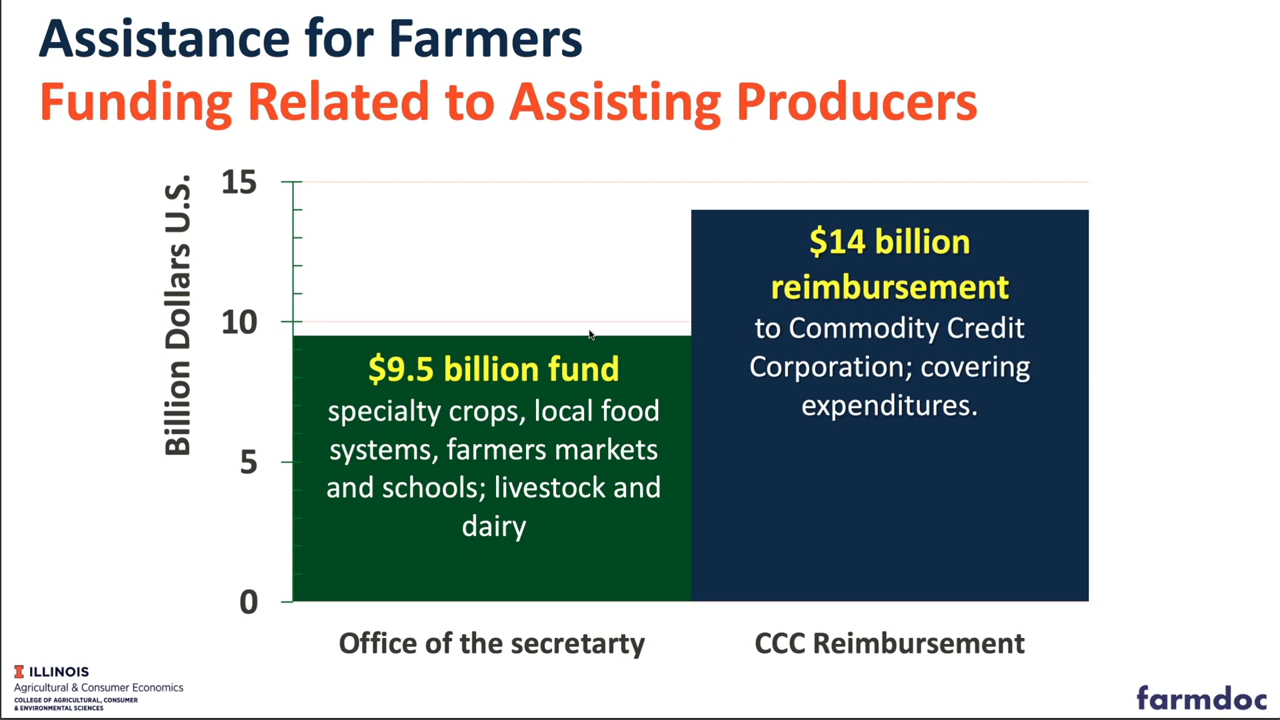 Assistance for Farmers
Funding Related to Assisting Producers
Billion Dollars U.S.
15
10
5
0
$9.5 billion fund
specialty crops, local food
systems, farmers markets
and schools; livestock and
dairy
$14 billion
reimbursement
to Commodity Credit
Corporation; covering
expenditures.
Office of the secretarty
CCC Reimbursement
I ILLINOIS
Agricultural & Consumer Economics
COLLEGE OF AGRICULTURAL, CONSUMER
& ENVIRONMENTAL SCIENCES
farmdoc